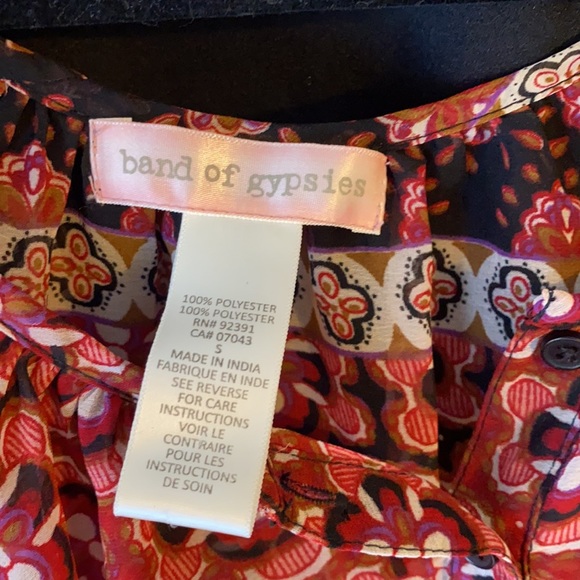 band of gypsies
100% POLYESTER
100% POLYESTER
RN# 92391
CA# 07043
S
MADE IN INDIA
FABRIQUE EN INDE
SEE REVERSE
FOR CARE
INSTRUCTIONS
VOIR LE
CONTRAIRE
POUR LES
INSTRUCTIONS
DE SOIN